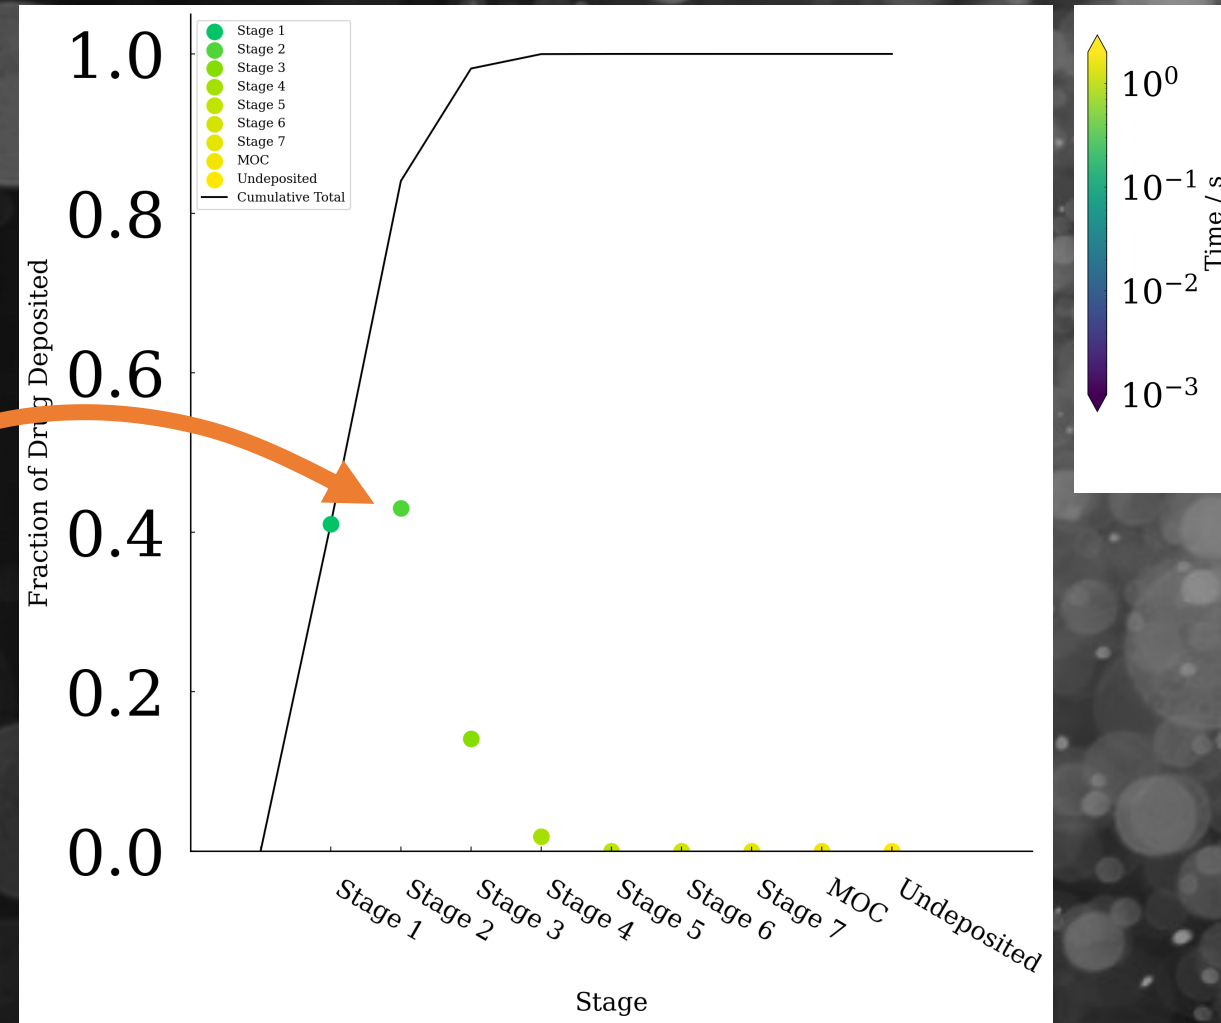 Stage 1
Stage 2
Stage 3
Stage 4
Stage 5
Stage 6
Stage 7
MOC
Undeposited
Cumulative Total
1.0
0.8
0.6
0.4
0.2
0.0
Fraction of Drug Deposited
Stage 1
Stage 2
Stage 3
Stage 4
Stage 5
Stage 6
Stage 7
MOC
Undeposited
Stage
10⁰
10⁻¹
10⁻²
10⁻³
Time / s